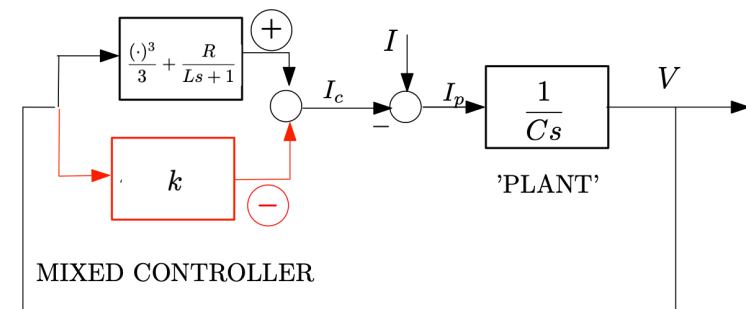 (·)³/3 + R/(Ls + 1)
+
I
I_c
−
I_p
1/(Cs)
V
k
−
'PLANT'
MIXED CONTROLLER